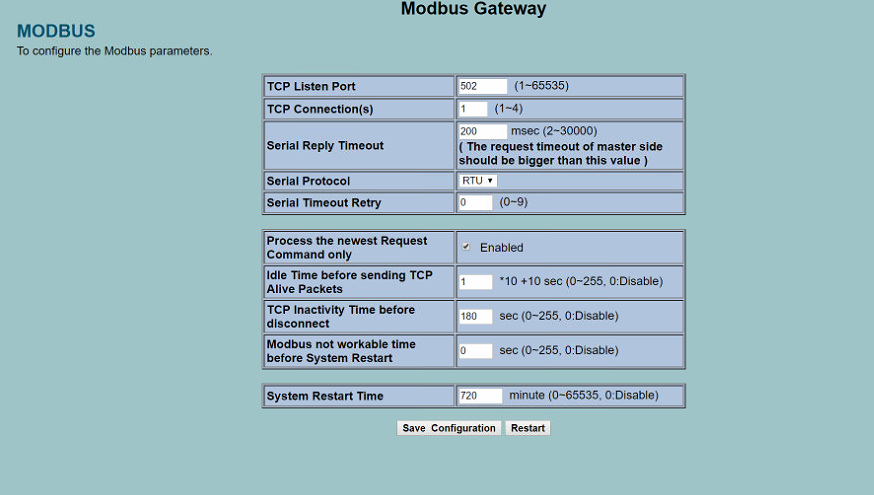 Modbus Gateway
MODBUS
To configure the Modbus parameters.
TCP Listen Port 502 (1~65535)
TCP Connection(s) 1 (1~4)
Serial Reply Timeout 200 msec (2~30000)
( The request timeout of master side
should be bigger than this value )
Serial Protocol RTU
Serial Timeout Retry 0 (0~9)
Process the newest Request
Command only
Enabled
Idle Time before sending TCP
Alive Packets
1 *10 +10 sec (0~255, 0:Disable)
TCP Inactivity Time before
disconnect
180 sec (0~255, 0:Disable)
Modbus not workable time
before System Restart
0 sec (0~255, 0:Disable)
System Restart Time 720 minute (0~65535, 0:Disable)
Save Configuration Restart